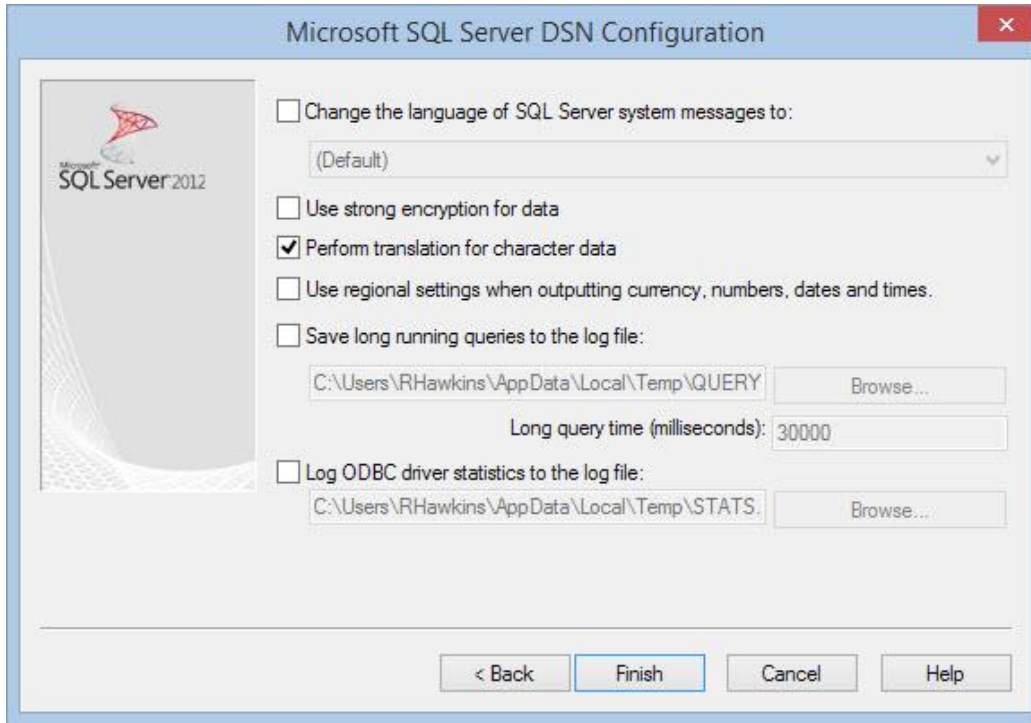 Microsoft SQL Server DSN Configuration
Microsoft
SQL Server 2012
Change the language of SQL Server system messages to:
(Default)
Use strong encryption for data
Perform translation for character data
Use regional settings when outputting currency, numbers, dates and times.
Save long running queries to the log file:
C:\Users\RHawkins\AppData\Local\Temp\QUERY
Browse...
Long query time (milliseconds):
30000
Log ODBC driver statistics to the log file:
C:\Users\RHawkins\AppData\Local\Temp\STATS.
Browse...
< Back
Finish
Cancel
Help